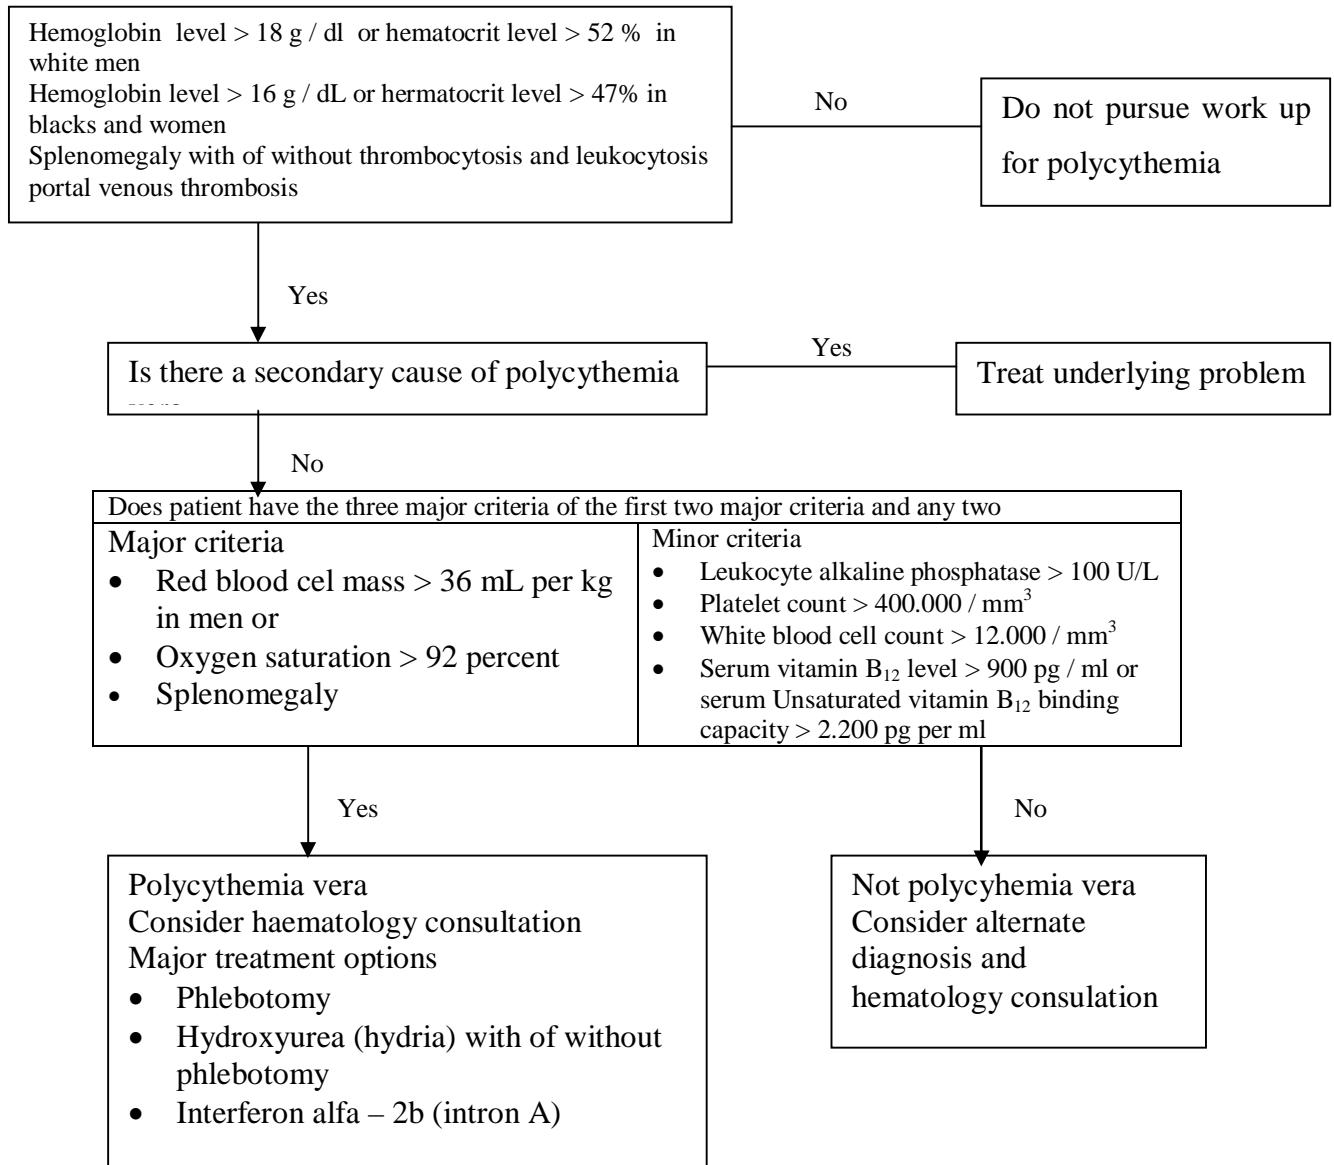 Hemoglobin level > 18 g / dl or hematocrit level > 52 % in
white men
Hemoglobin level > 16 g / dL or hermatocrit level > 47% in
blacks and women
Splenomegaly with of without thrombocytosis and leukocytosis
portal venous thrombosis
No
Do not pursue work up
for polycythemia
Yes
Is there a secondary cause of polycythemia
Yes
Treat underlying problem
No
Does patient have the three major criteria of the first two major criteria and any two
Major criteria
• Red blood cel mass > 36 mL per kg
in men or
• Oxygen saturation > 92 percent
• Splenomegaly
Minor criteria
• Leukocyte alkaline phosphatase > 100 U/L
• Platelet count > 400.000 / mm³
• White blood cell count > 12.000 / mm³
• Serum vitamin B₁₂ level > 900 pg / ml or
serum Unsaturated vitamin B₁₂ binding
capacity > 2.200 pg per ml
Yes
No
Polycythemia vera
Consider haematology consultation
Major treatment options
• Phlebotomy
• Hydroxyurea (hydria) with of without
phlebotomy
• Interferon alfa – 2b (intron A)
Not polycyhemia vera
Consider alternate
diagnosis and
hematology consulation